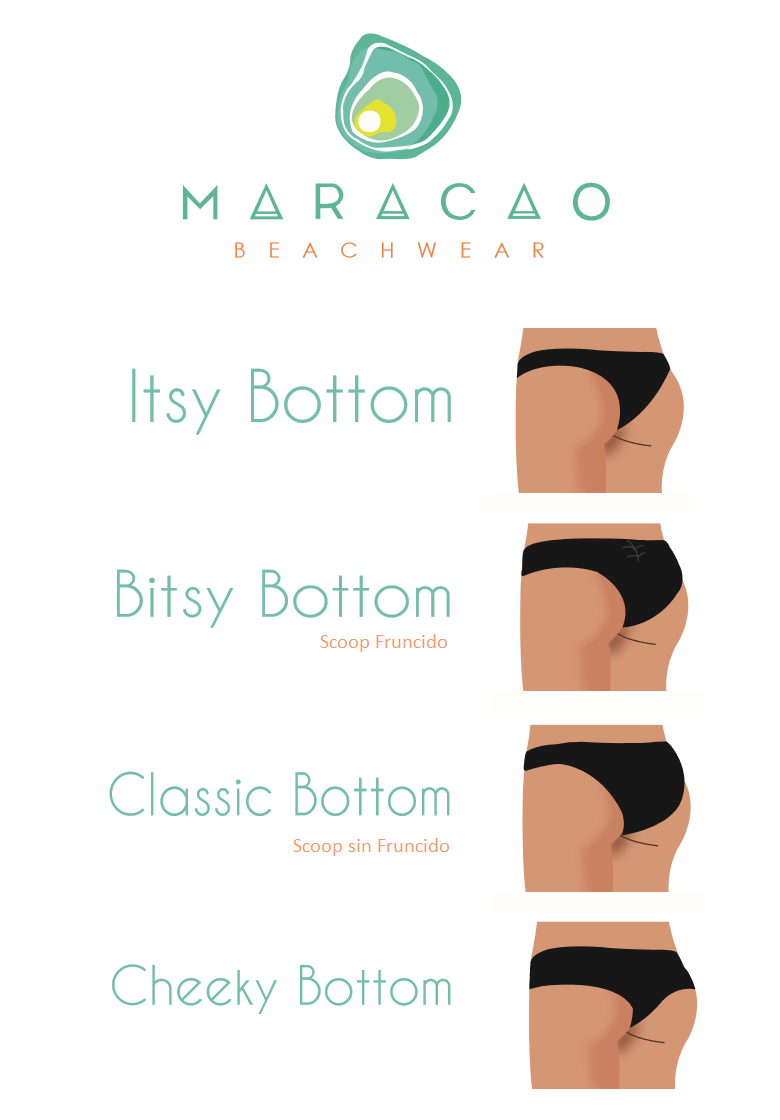 MARACAO
BEACHWEAR
Itsy Bottom
Bitsy Bottom
Scoop Fruncido
Classic Bottom
Scoop sin Fruncido
Cheeky Bottom